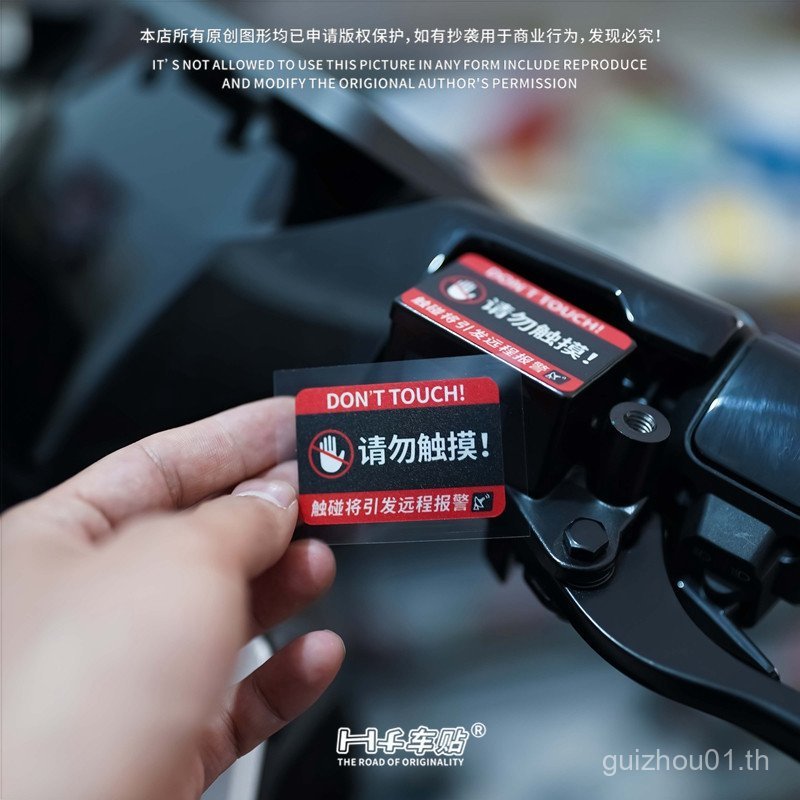 本店所有原创图形均已申请版权保护，如有抄袭用于商业行为，发现必究！
IT'S NOT ALLOWED TO USE THIS PICTURE IN ANY FORM INCLUDE REPRODUCE
AND MODIFY THE ORIGIONAL AUTHOR'S PERMISSION
DON'T TOUCH!
请勿触摸！
触碰将引发远程报警
DON'T TOUCH!
请勿触摸！
触碰将引发远程报警
H千车贴®
THE ROAD OF ORIGINALITY
guizhou01.th